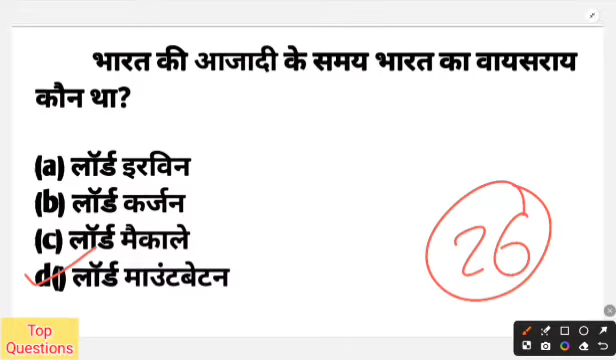 भारत की आजादी के समय भारत का वायसराय
कौन था?
(a) लॉर्ड इरविन
(b) लॉर्ड कर्जन
(c) लॉर्ड मैकाले
d() लॉर्ड माउंटबेटन
26
Top
Questions